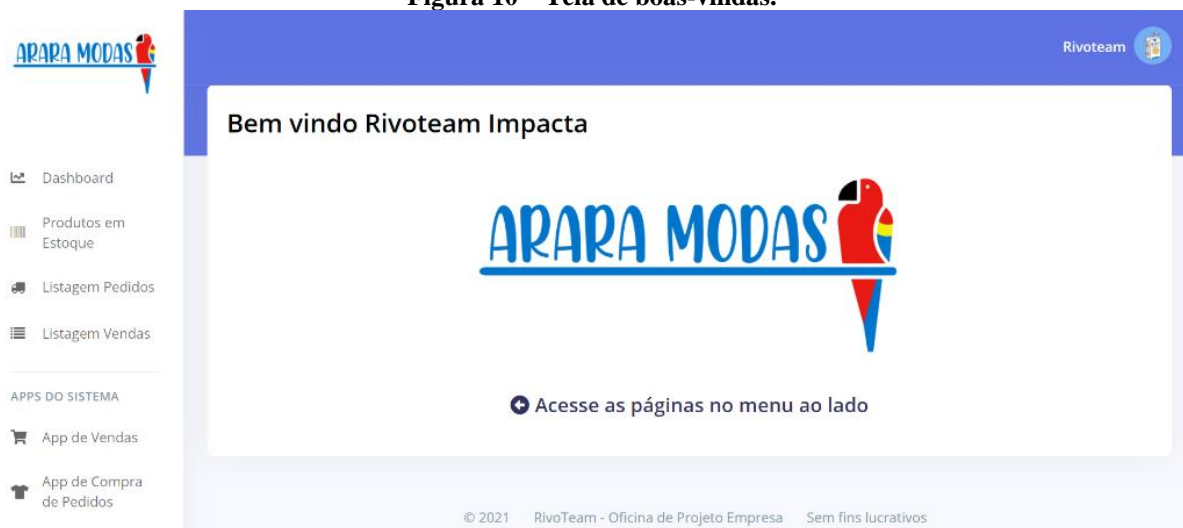 Figura 10 – Tela de boas-vindas.
ARARA MODAS
Rivoteam
Bem vindo Rivoteam Impacta
Dashboard
Produtos em
Estoque
Listagem Pedidos
Listagem Vendas
APPS DO SISTEMA
App de Vendas
App de Compra
de Pedidos
ARARA MODAS
Acesse as páginas no menu ao lado
© 2021 RivoTeam - Oficina de Projeto Empresa Sem fins lucrativos